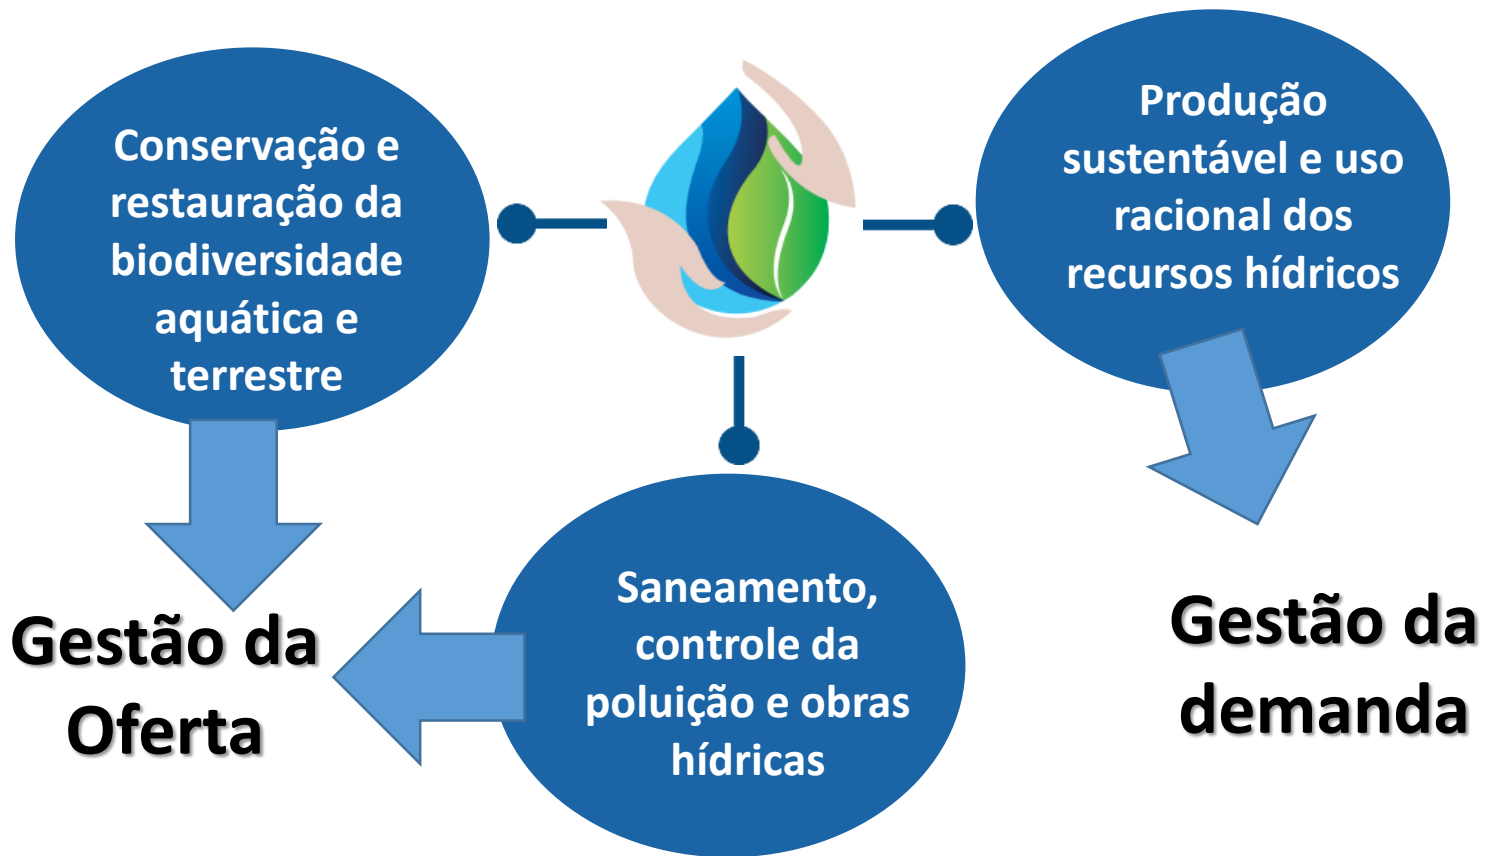 Conservação e
restauração da
biodiversidade
aquática e
terrestre
Produção
sustentável e uso
racional dos
recursos hídricos
Saneamento,
controle da
poluição e obras
hídricas
Gestão da
Oferta
Gestão da
demanda